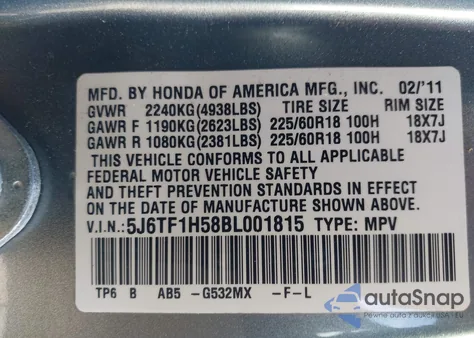 MFD. BY HONDA OF AMERICA MFG., INC. 02/'11
GVWR 2240KG(4938LBS) TIRE SIZE RIM SIZE
GAWR F 1190KG(2623LBS) 225/60R18 100H 18X7J
GAWR R 1080KG(2381LBS) 225/60R18 100H 18X7J
THIS VEHICLE CONFORMS TO ALL APPLICABLE
FEDERAL MOTOR VEHICLE SAFETY
AND THEFT PREVENTION STANDARDS IN EFFECT
ON THE DATE OF MANUFACTURE SHOWN ABOVE.
V.I.N.: 5J6TF1H58BL001815 TYPE: MPV
TP6 B AB5 -G532MX -F-L
autoSnap
Pewne auto z